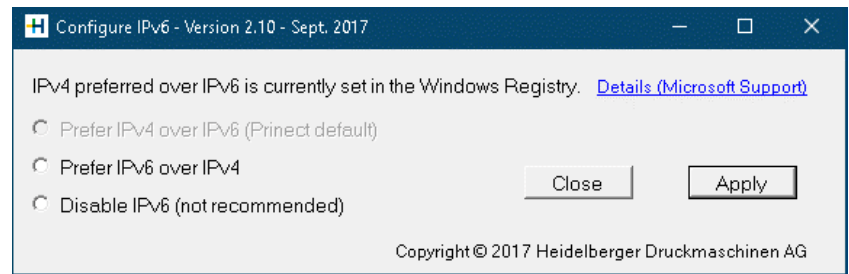 H Configure IPv6 - Version 2.10 - Sept. 2017
IPv4 preferred over IPv6 is currently set in the Windows Registry. Details (Microsoft Support)
Prefer IPv4 over IPv6 (Prinect default)
Prefer IPv6 over IPv4
Close Apply
Disable IPv6 (not recommended)
Copyright © 2017 Heidelberger Druckmaschinen AG